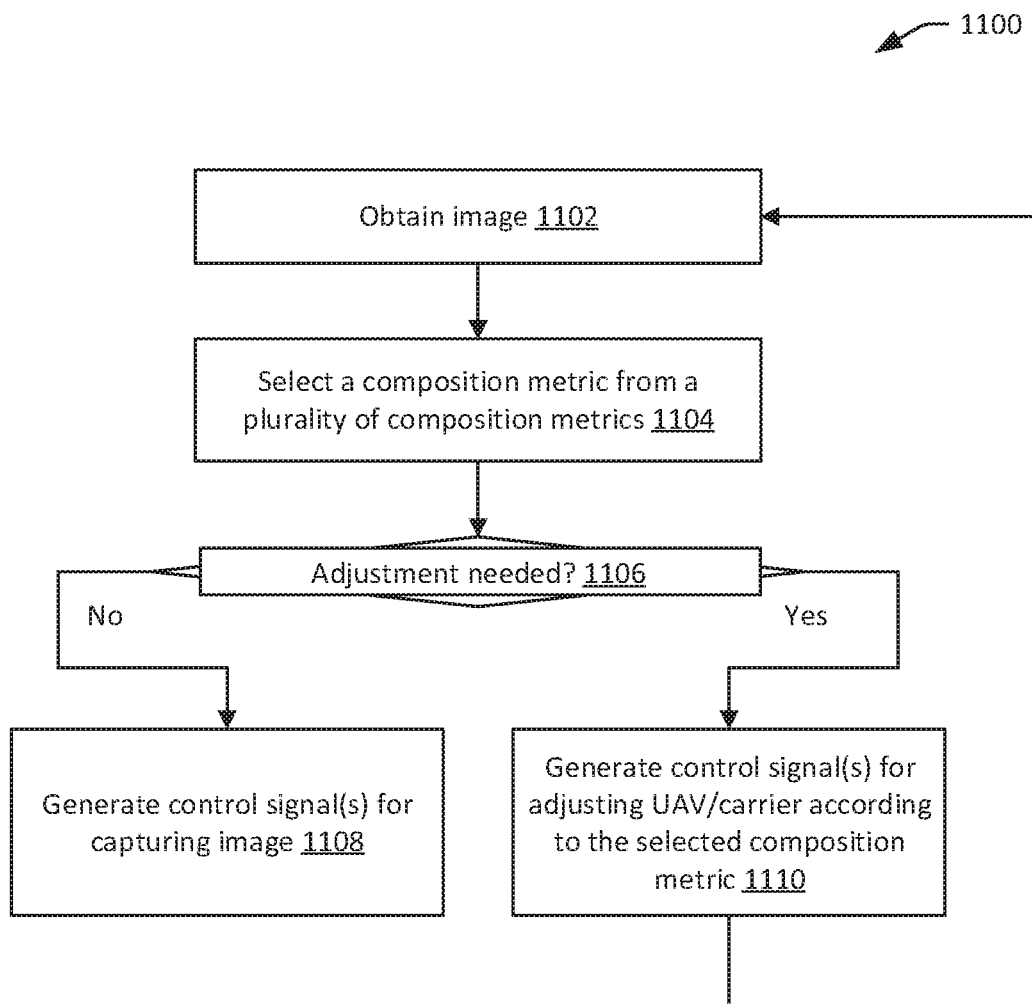 1100
Obtain image 1102
Select a composition metric from a
plurality of composition metrics 1104
Adjustment needed? 1106
No
Yes
Generate control signal(s) for
capturing image 1108
Generate control signal(s) for
adjusting UAV/carrier according
to the selected composition
metric 1110